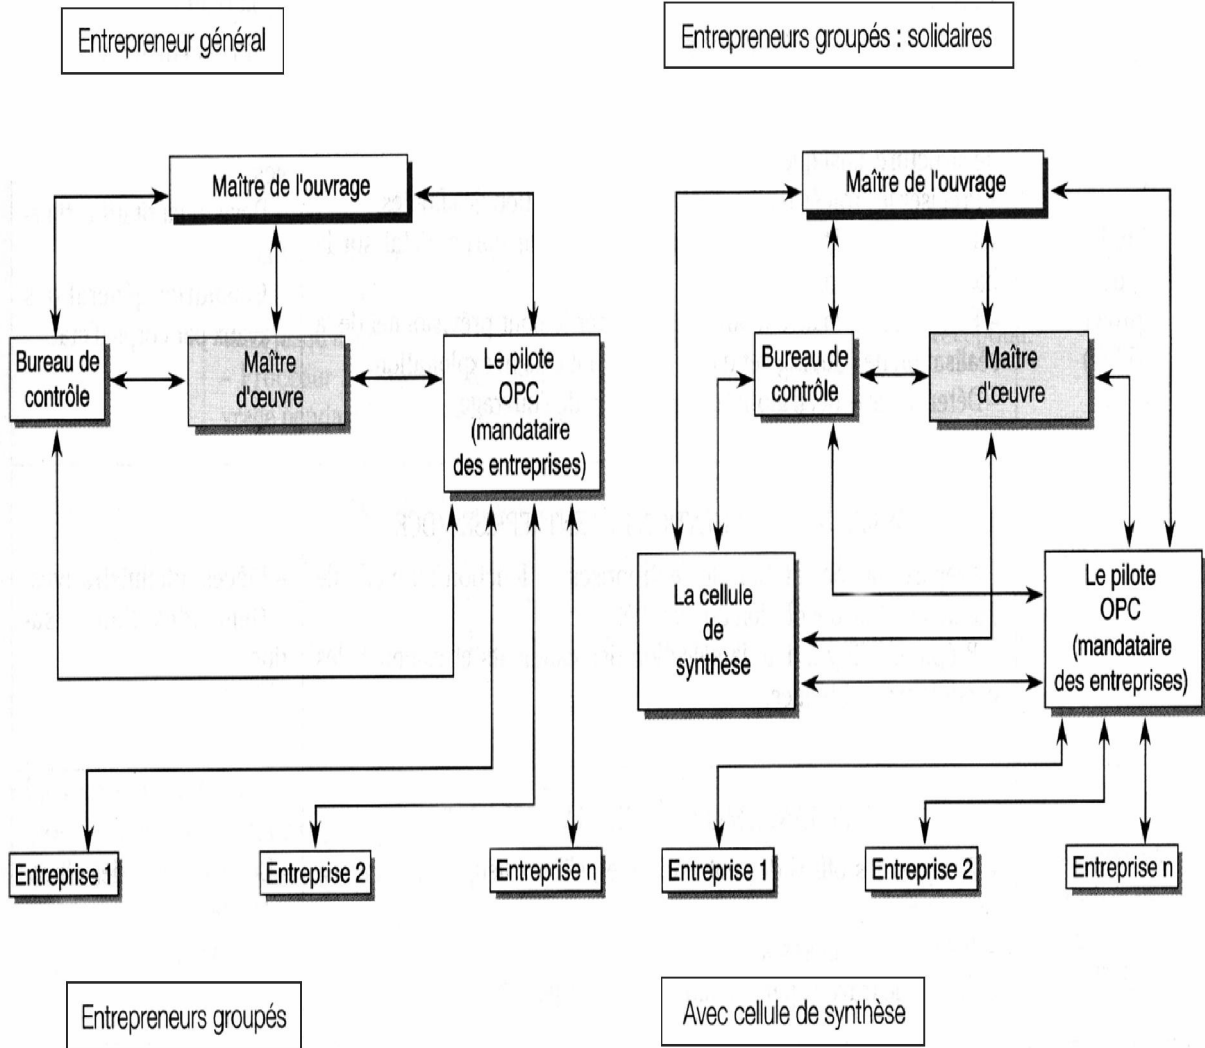 Entrepreneur général
Entrepreneurs groupés : solidaires
Maître de l'ouvrage
Bureau de
contrôle
Maître
d'œuvre
Le pilote
OPC
(mandataire
des entreprises)
Entreprise 1
Entreprise 2
Entreprise n
Maître de l'ouvrage
Bureau de
contrôle
Maître
d'œuvre
La cellule
de
synthèse
Le pilote
OPC
(mandataire
des entreprises)
Entreprise 1
Entreprise 2
Entreprise n
Entrepreneurs groupés
Avec cellule de synthèse